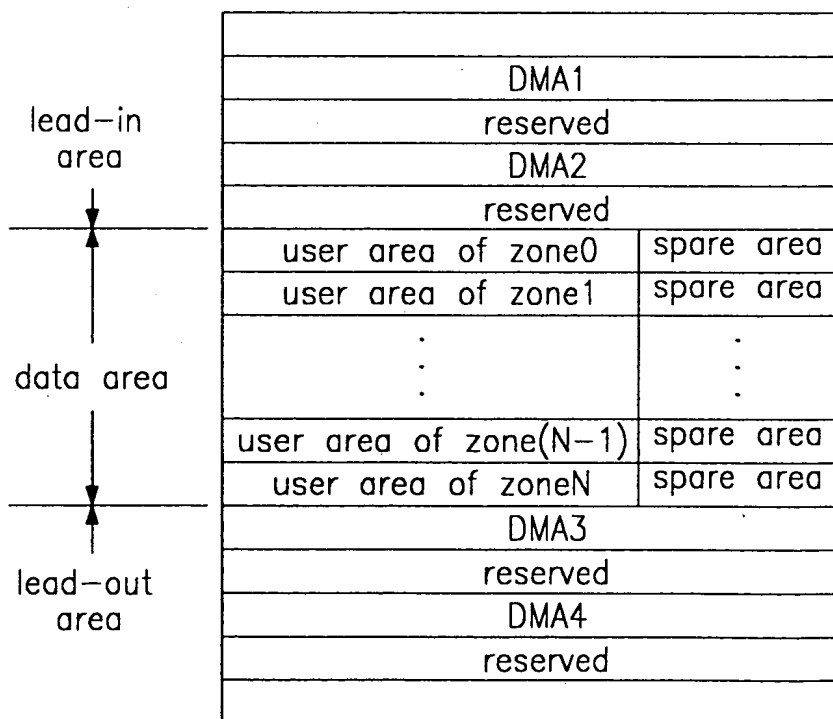 DMA1
lead-in
area
reserved
DMA2
reserved
user area of zone0 spare area
user area of zone1 spare area
data area
user area of zone(N-1) spare area
user area of zoneN spare area
DMA3
lead-out
area
reserved
DMA4
reserved